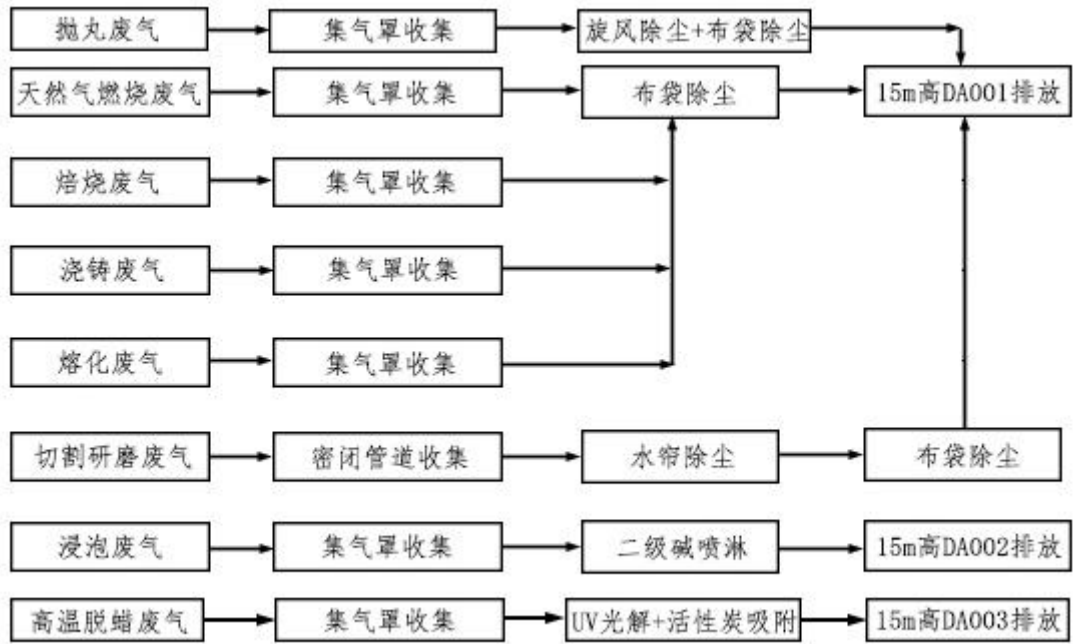 抛丸废气 集气罩收集 旋风除尘+布袋除尘
天然气燃烧废气 集气罩收集 布袋除尘 15m高DA001排放
焙烧废气 集气罩收集
浇铸废气 集气罩收集
熔化废气 集气罩收集
切割研磨废气 密闭管道收集 水帘除尘 布袋除尘
浸泡废气 集气罩收集 二级碱喷淋 15m高DA002排放
高温脱蜡废气 集气罩收集 UV光解+活性炭吸附 15m高DA003排放